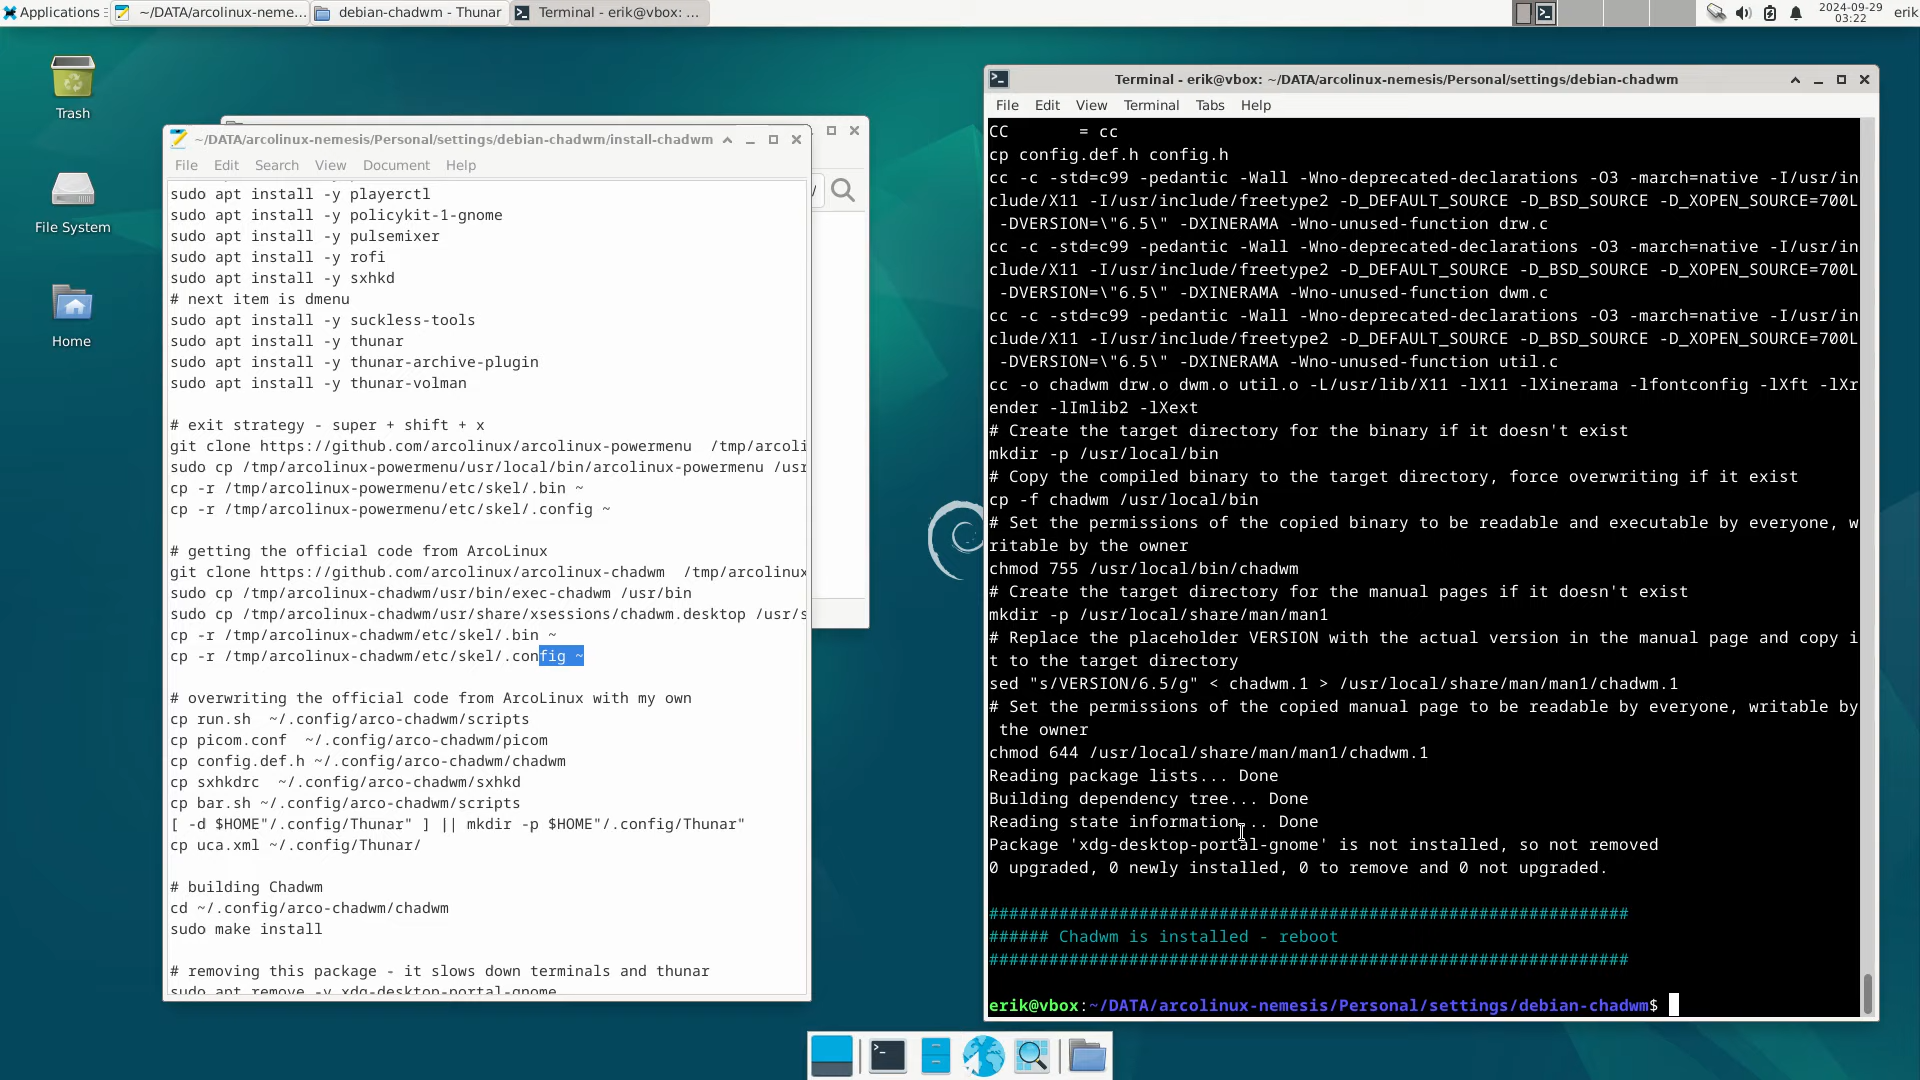 Applications
~/DATA/arcolinux-neme...
debian-chadwm - Thunar
Terminal - erik@vbox: ...
2024-09-29
03:22
erik
Trash
File System
Home
~/DATA/arcolinux-nemesis/Personal/settings/debian-chadwm/install-chadwm
File Edit Search View Document Help
sudo apt install -y playerctl
sudo apt install -y policykit-1-gnome
sudo apt install -y pulsemixer
sudo apt install -y rofi
sudo apt install -y sxhkd
# next item is dmenu
sudo apt install -y suckless-tools
sudo apt install -y thunar
sudo apt install -y thunar-archive-plugin
sudo apt install -y thunar-volman
# exit strategy - super + shift + x
git clone https://github.com/arcolinux/arcolinux-powermenu  /tmp/arcoli
sudo cp /tmp/arcolinux-powermenu/usr/local/bin/arcolinux-powermenu /usr
cp -r /tmp/arcolinux-powermenu/etc/skel/.bin ~
cp -r /tmp/arcolinux-powermenu/etc/skel/.config ~
# getting the official code from ArcoLinux
git clone https://github.com/arcolinux/arcolinux-chadwm  /tmp/arcolinux
sudo cp /tmp/arcolinux-chadwm/usr/bin/exec-chadwm /usr/bin
sudo cp /tmp/arcolinux-chadwm/usr/share/xsessions/chadwm.desktop /usr/s
cp -r /tmp/arcolinux-chadwm/etc/skel/.bin ~
cp -r /tmp/arcolinux-chadwm/etc/skel/.config ~
# overwriting the official code from ArcoLinux with my own
cp run.sh  ~/.config/arco-chadwm/scripts
cp picom.conf  ~/.config/arco-chadwm/picom
cp config.def.h ~/.config/arco-chadwm/chadwm
cp sxhkdrc  ~/.config/arco-chadwm/sxhkd
cp bar.sh ~/.config/arco-chadwm/scripts
[ -d $HOME"/.config/Thunar" ] || mkdir -p $HOME"/.config/Thunar"
cp uca.xml ~/.config/Thunar/
# building Chadwm
cd ~/.config/arco-chadwm/chadwm
sudo make install
# removing this package - it slows down terminals and thunar
sudo apt remove -y xdg-desktop-portal-gnome
/
Terminal - erik@vbox: ~/DATA/arcolinux-nemesis/Personal/settings/debian-chadwm
File Edit View Terminal Tabs Help
CC       = cc
cp config.def.h config.h
cc -c -std=c99 -pedantic -Wall -Wno-deprecated-declarations -O3 -march=native -I/usr/in
clude/X11 -I/usr/include/freetype2 -D_DEFAULT_SOURCE -D_BSD_SOURCE -D_XOPEN_SOURCE=700L
-DVERSION=\"6.5\" -DXINERAMA -Wno-unused-function drw.c
cc -c -std=c99 -pedantic -Wall -Wno-deprecated-declarations -O3 -march=native -I/usr/in
clude/X11 -I/usr/include/freetype2 -D_DEFAULT_SOURCE -D_BSD_SOURCE -D_XOPEN_SOURCE=700L
-DVERSION=\"6.5\" -DXINERAMA -Wno-unused-function dwm.c
cc -c -std=c99 -pedantic -Wall -Wno-deprecated-declarations -O3 -march=native -I/usr/in
clude/X11 -I/usr/include/freetype2 -D_DEFAULT_SOURCE -D_BSD_SOURCE -D_XOPEN_SOURCE=700L
-DVERSION=\"6.5\" -DXINERAMA -Wno-unused-function util.c
cc -o chadwm drw.o dwm.o util.o -L/usr/lib/X11 -lX11 -lXinerama -lfontconfig -lXft -lXr
ender -lImlib2 -lXext
# Create the target directory for the binary if it doesn't exist
mkdir -p /usr/local/bin
# Copy the compiled binary to the target directory, force overwriting if it exist
cp -f chadwm /usr/local/bin
# Set the permissions of the copied binary to be readable and executable by everyone, w
ritable by the owner
chmod 755 /usr/local/bin/chadwm
# Create the target directory for the manual pages if it doesn't exist
mkdir -p /usr/local/share/man/man1
# Replace the placeholder VERSION with the actual version in the manual page and copy i
t to the target directory
sed "s/VERSION/6.5/g" < chadwm.1 > /usr/local/share/man/man1/chadwm.1
# Set the permissions of the copied manual page to be readable by everyone, writable by
the owner
chmod 644 /usr/local/share/man/man1/chadwm.1
Reading package lists... Done
Building dependency tree... Done
Reading state information... Done
Package 'xdg-desktop-portal-gnome' is not installed, so not removed
0 upgraded, 0 newly installed, 0 to remove and 0 not upgraded.
################################################################
###### Chadwm is installed - reboot
################################################################
erik@vbox:~/DATA/arcolinux-nemesis/Personal/settings/debian-chadwm$